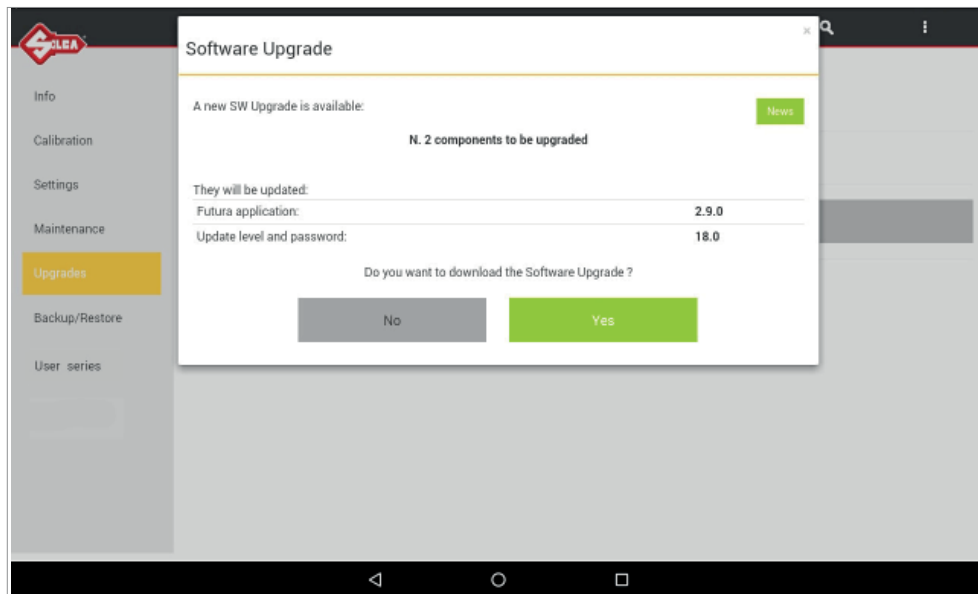 SILCA
Software Upgrade
×
Info
Calibration
Settings
Maintenance
Upgrades
Backup/Restore
User series
A new SW Upgrade is available:
News
N. 2 components to be upgraded
They will be updated:
Futura application: 2.9.0
Update level and password: 18.0
Do you want to download the Software Upgrade ?
No
Yes